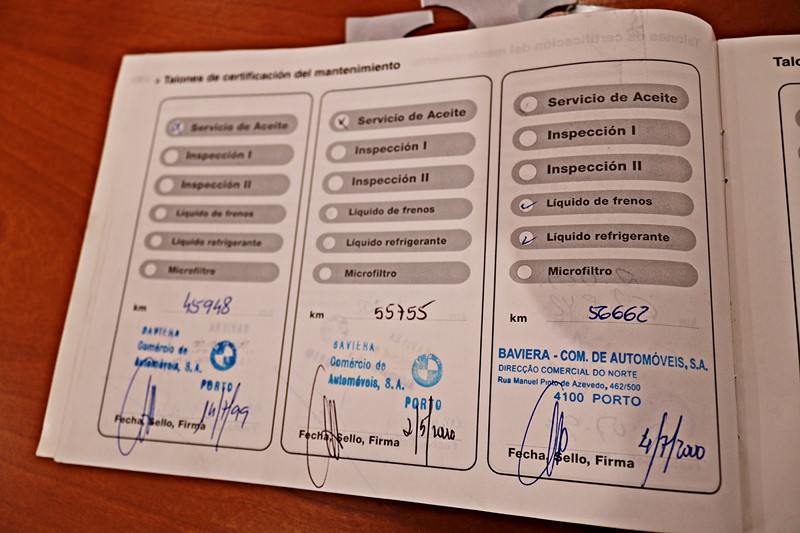 Talones de certificación del mantenimiento
Servicio de Aceite
Inspección I
Inspección II
Líquido de frenos
Líquido refrigerante
Microfiltro
km 45948
BAVIERA
Comércio de
Automóveis, S.A.
PORTO
14/7/99
Fecha, Sello, Firma
Servicio de Aceite
Inspección I
Inspección II
Líquido de frenos
Líquido refrigerante
Microfiltro
km 55755
BAVIERA
Comércio de
Automóveis, S.A.
PORTO
2/5/2000
Fecha, Sello, Firma
Servicio de Aceite
Inspección I
Inspección II
Líquido de frenos
Líquido refrigerante
Microfiltro
km 56662
BAVIERA - COM. DE AUTOMÓVEIS, S.A.
DIRECÇÃO COMERCIAL DO NORTE
Rua Manuel Pinto de Azevedo, 462/500
4100 PORTO
4/7/2000
Fecha, Sello, Firma